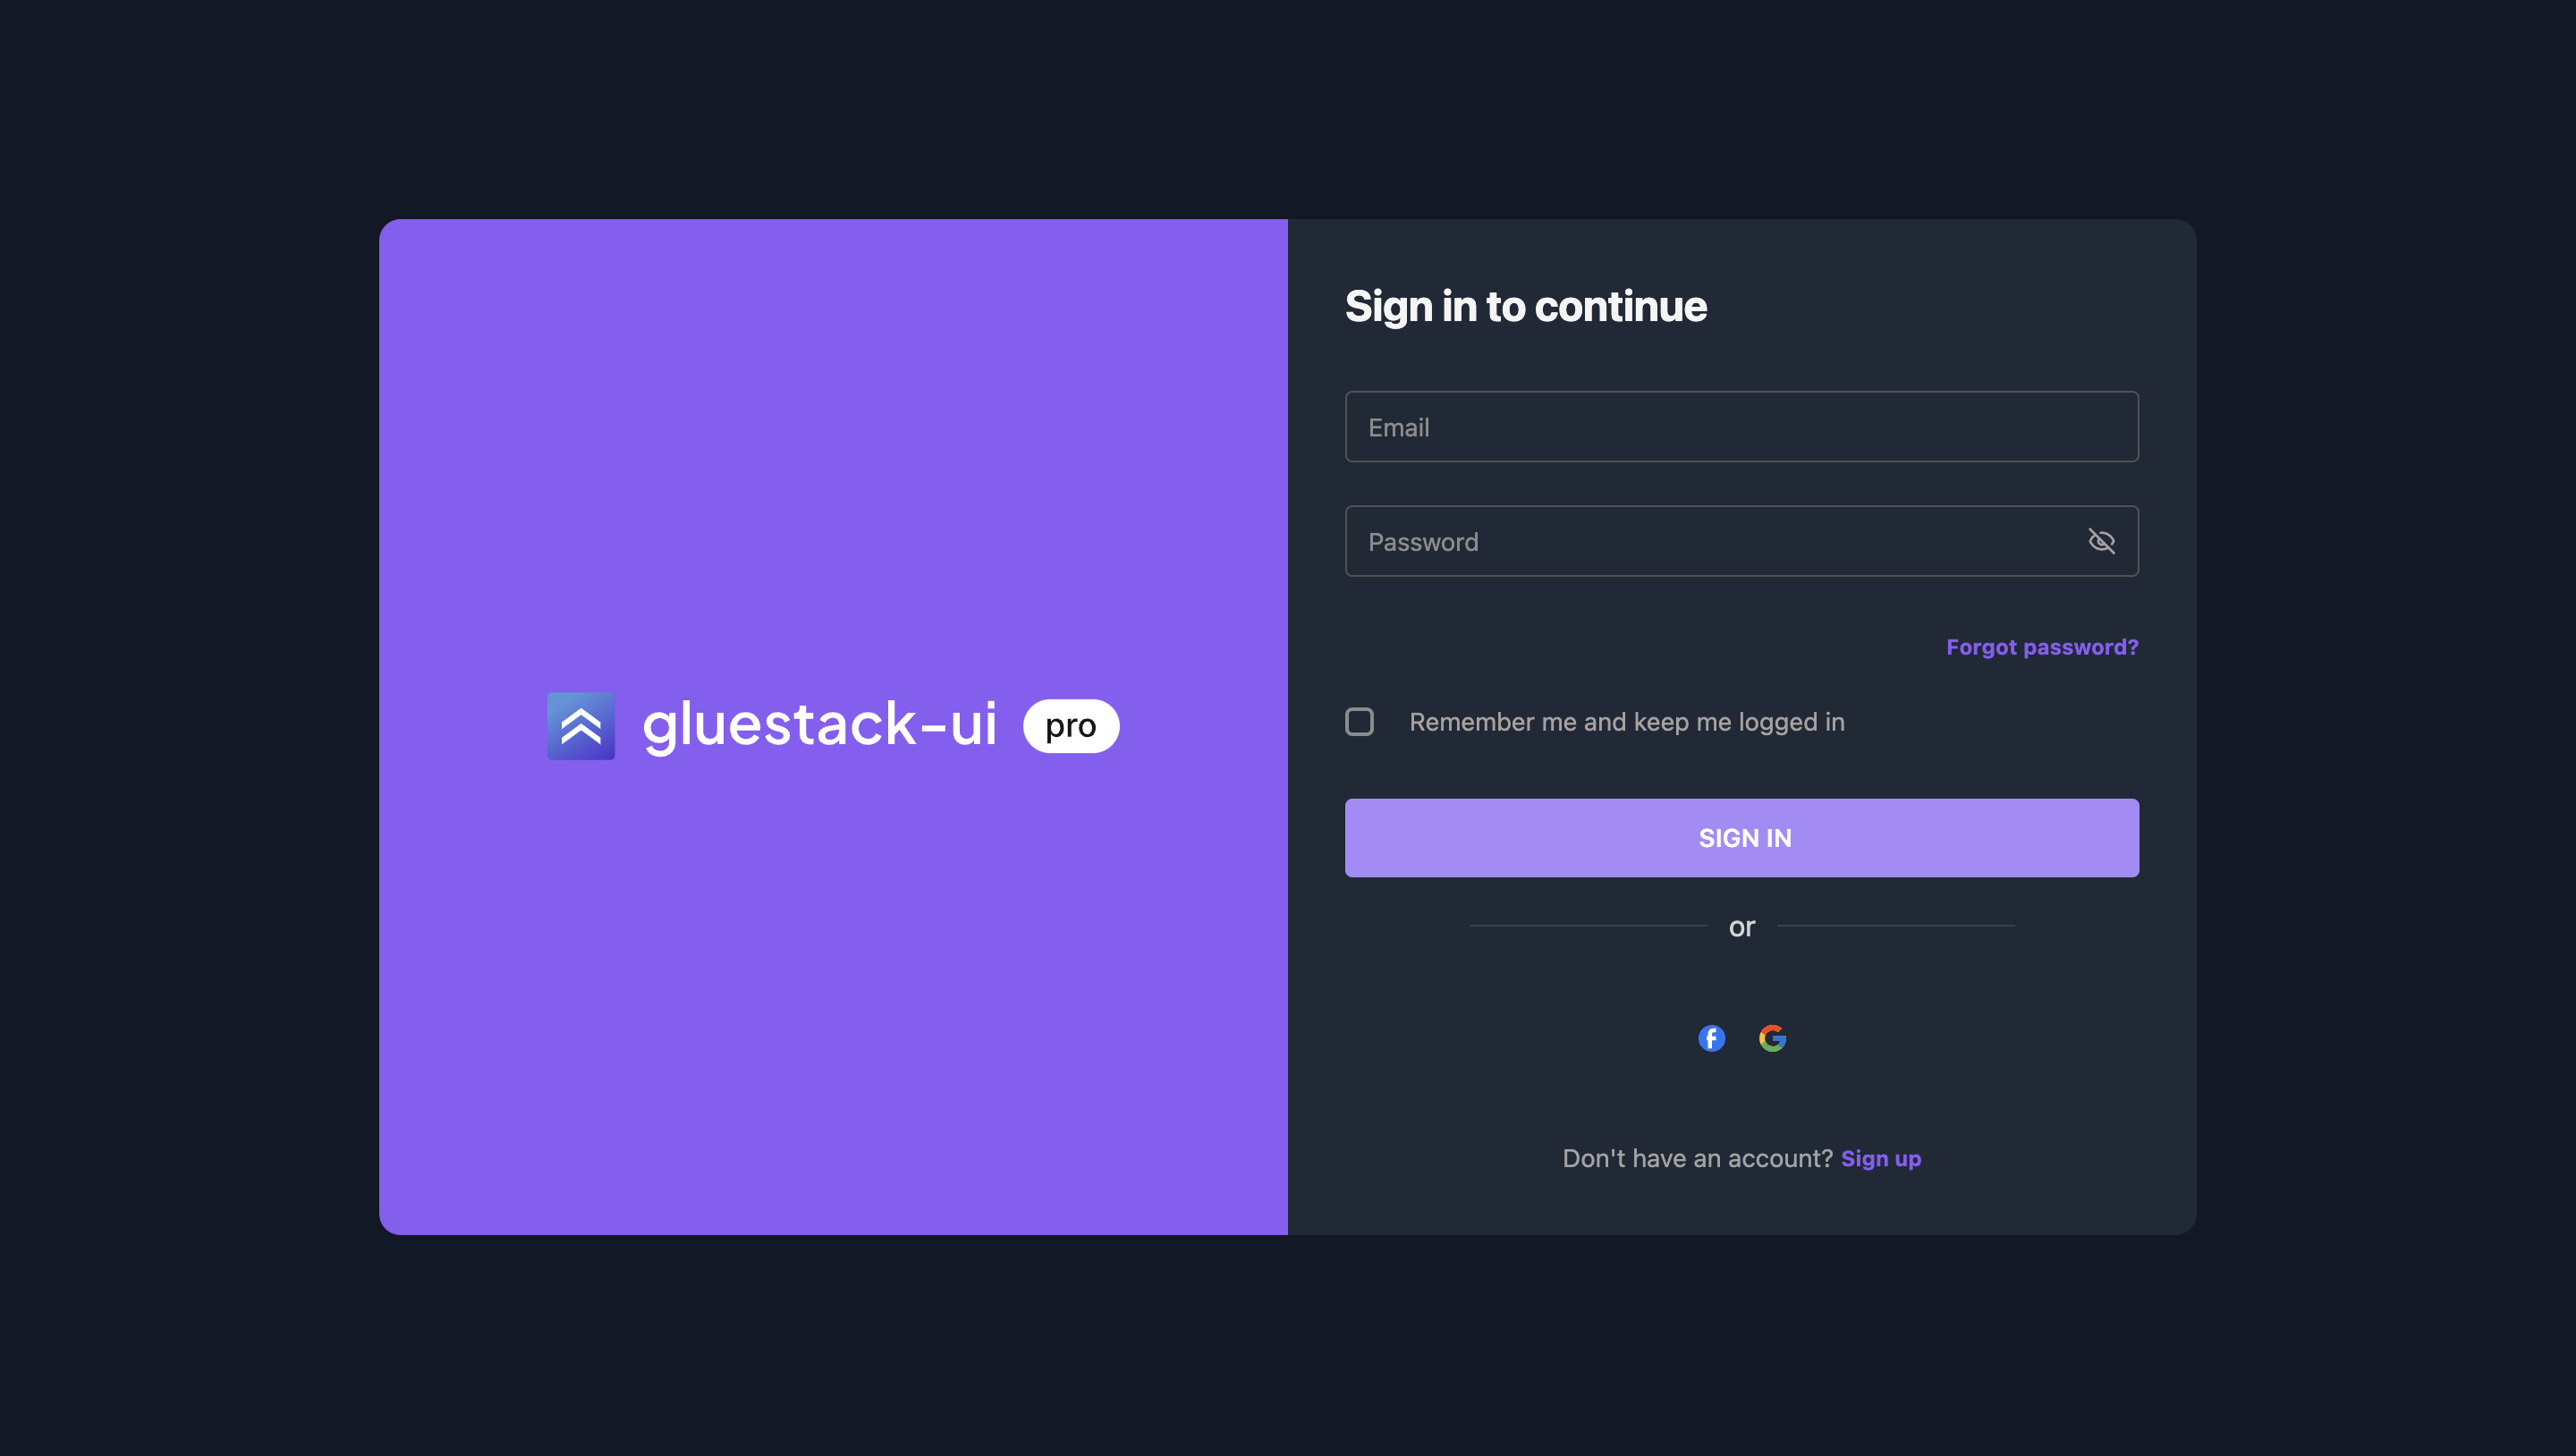 gluestack-ui pro
Sign in to continue
Email
Password
Forgot password?
Remember me and keep me logged in
SIGN IN
or
Don't have an account? Sign up